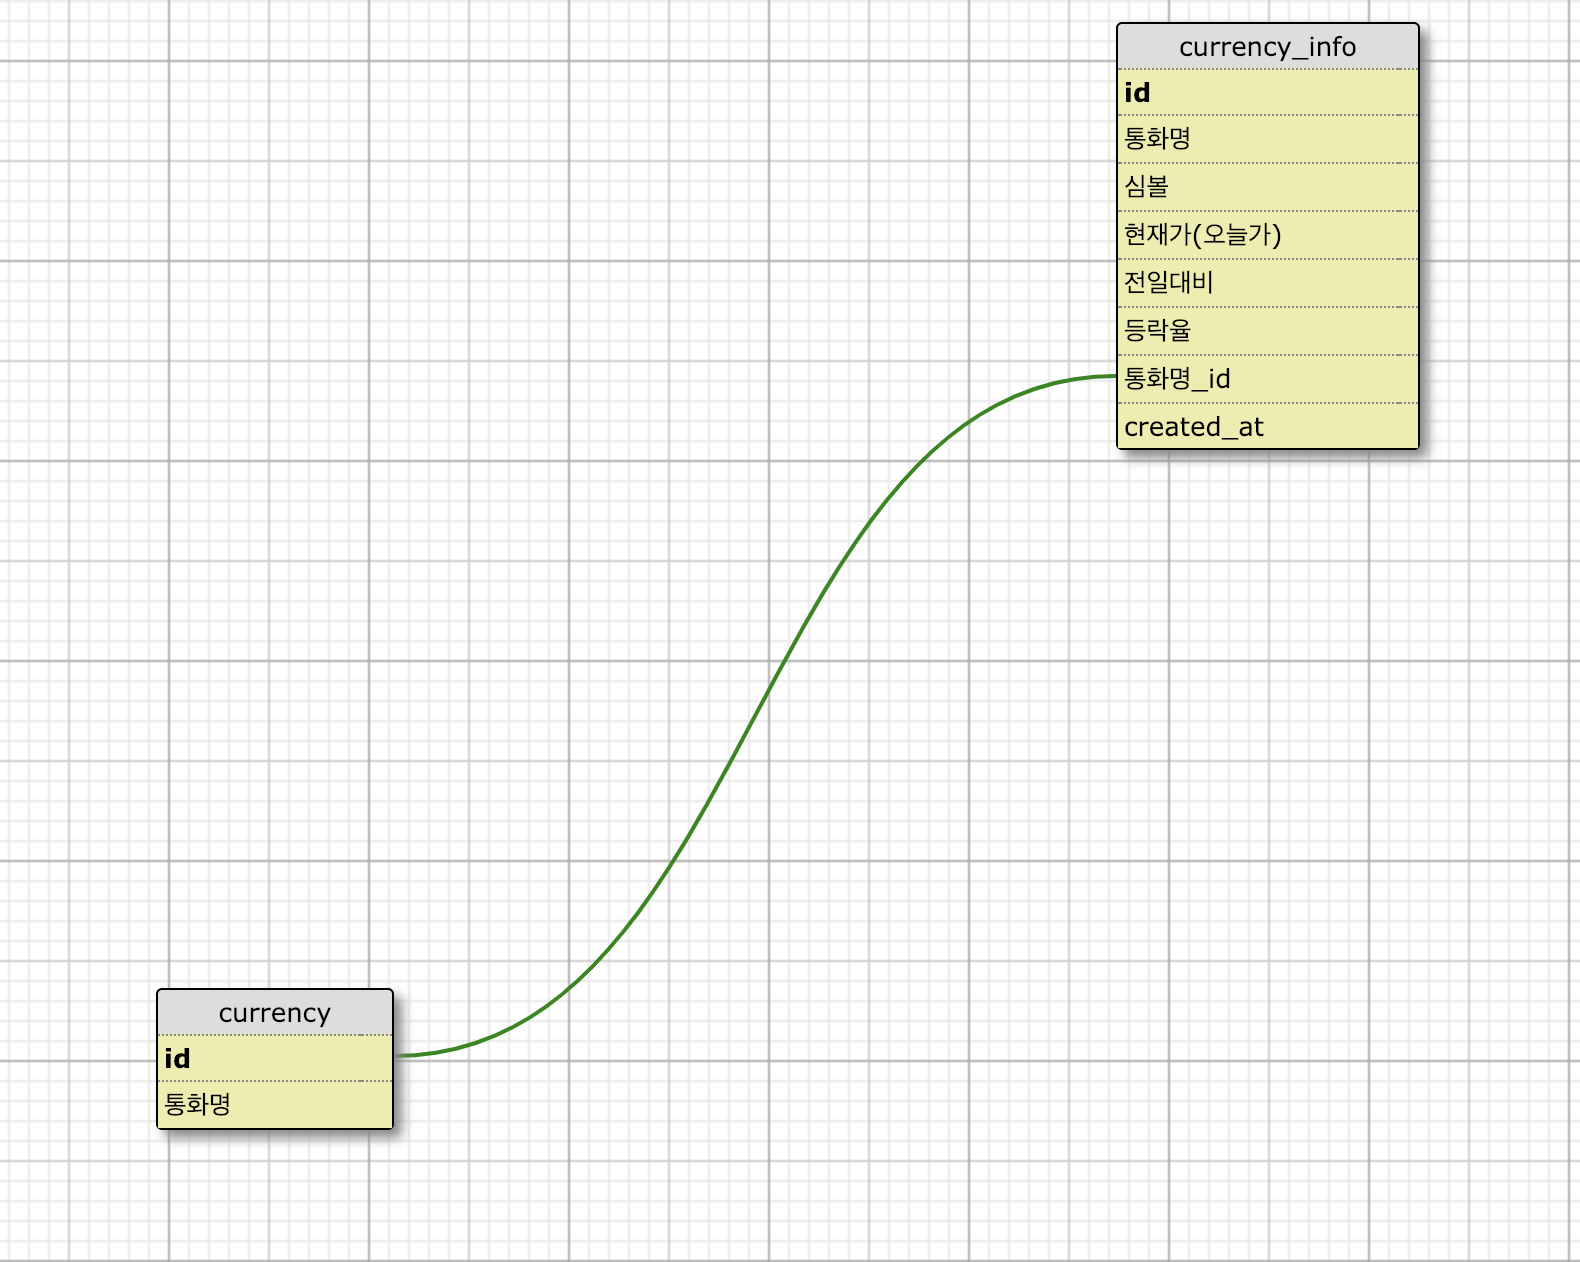 currency_info
id
통화명
심볼
현재가(오늘가)
전일대비
등락율
통화명_id
created_at
currency
id
통화명